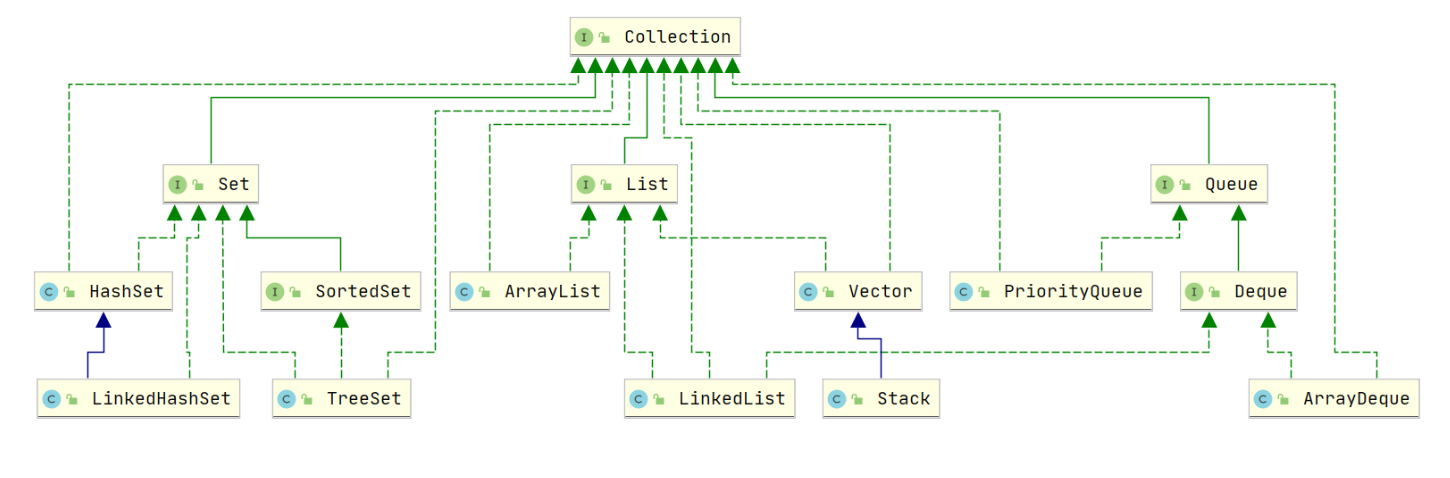 I Collection
I Set
I List
I Queue
C HashSet
I SortedSet
C ArrayList
C Vector
C PriorityQueue
I Deque
C LinkedHashSet
C TreeSet
C LinkedList
C Stack
C ArrayDeque